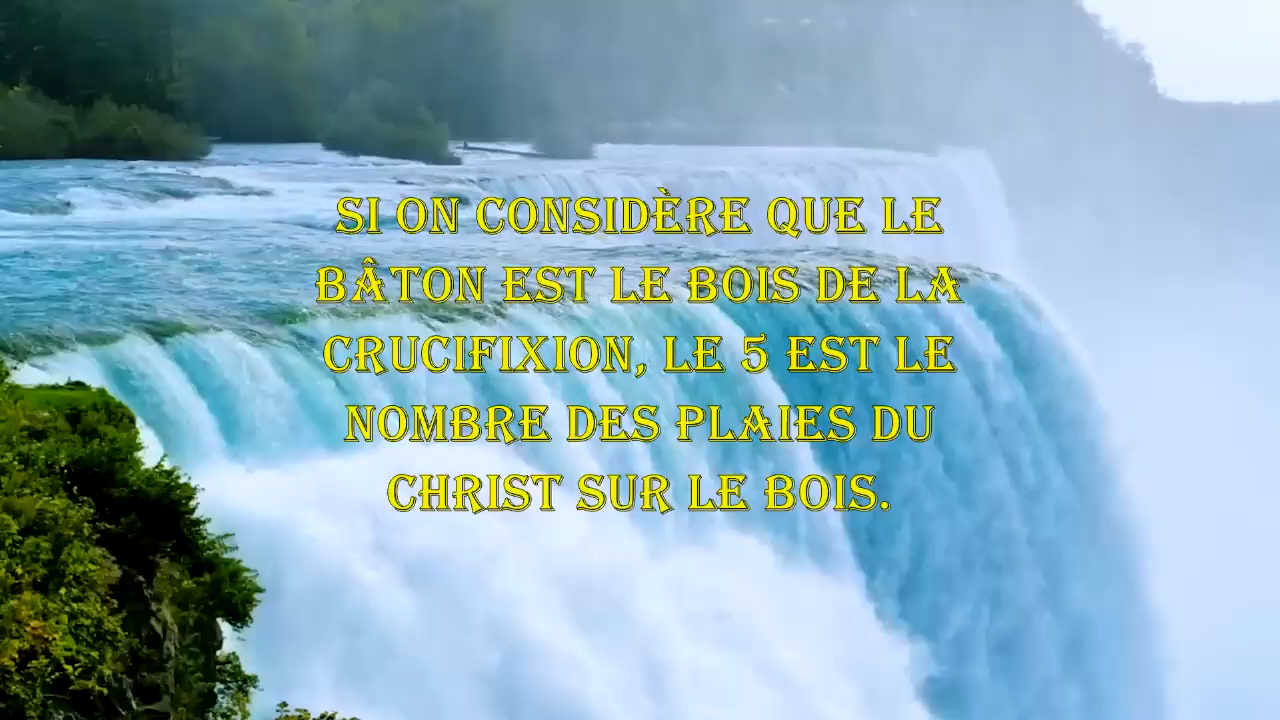 SI ON CONSIDÈRE QUE LE
BÂTON EST LE BOIS DE LA
CRUCIFIXION, LE 5 EST LE
NOMBRE DES PLAIES DU
CHRIST SUR LE BOIS.